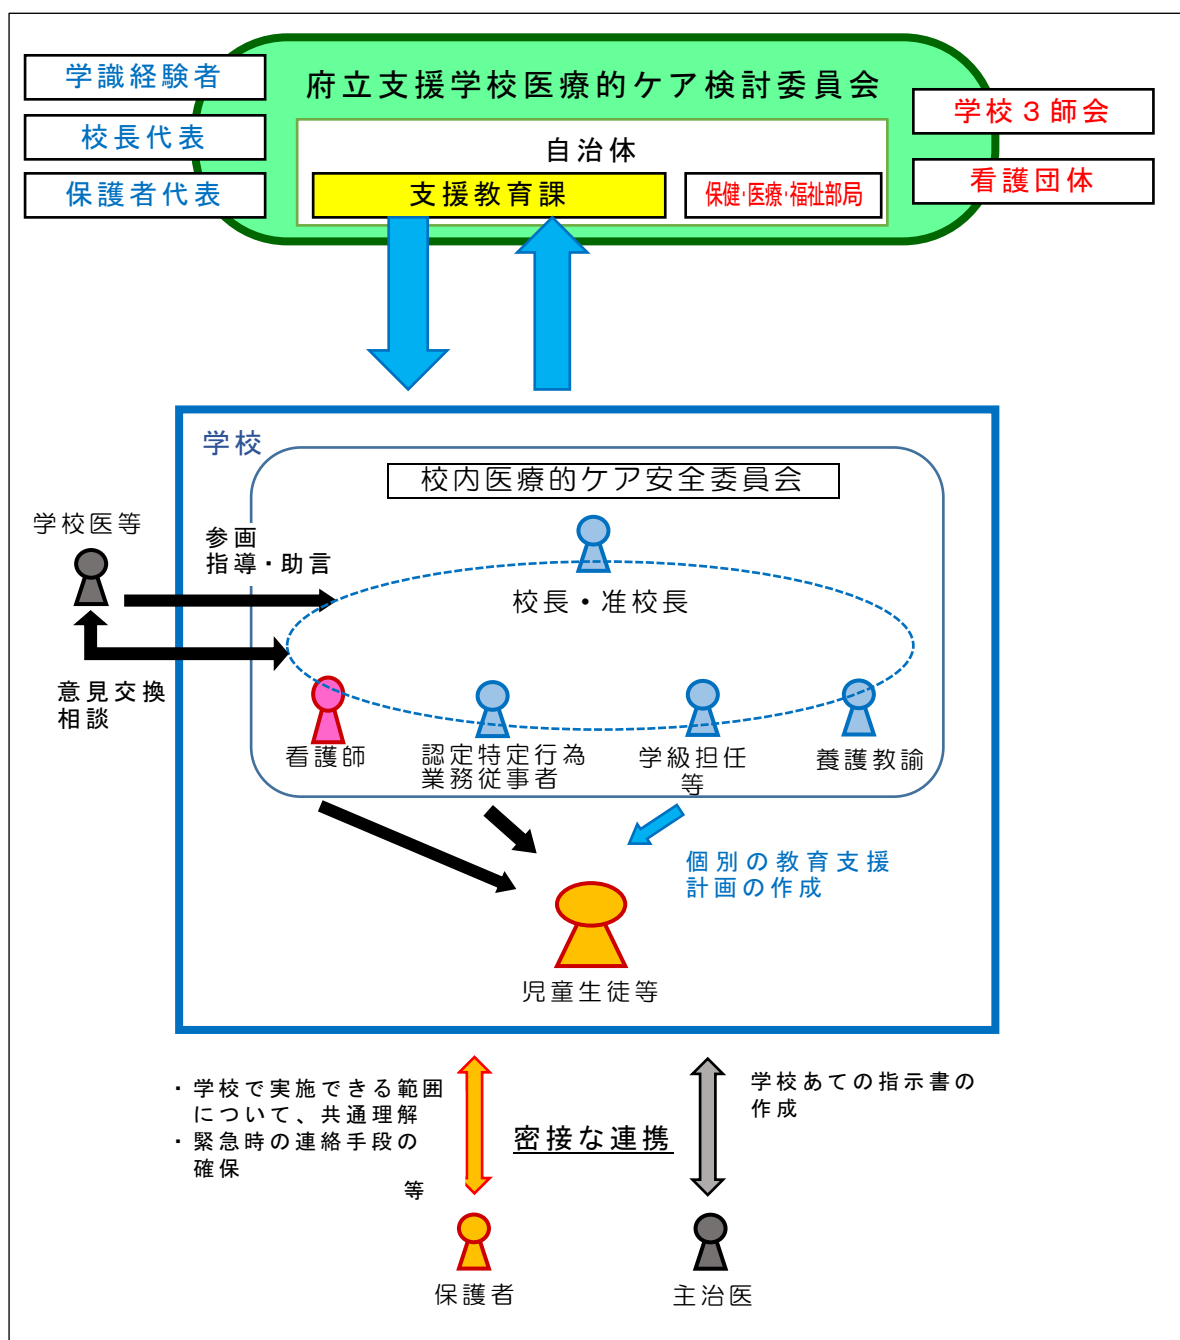 府立支援学校医療的ケア検討委員会
学識経験者
校長代表
保護者代表
学校３師会
看護団体
自治体
支援教育課
保健・医療・福祉部局
学校
校内医療的ケア安全委員会
学校医等
参画
指導・助言
校長・准校長
意見交換
相談
看護師
認定特定行為
業務従事者
学級担任
等
養護教諭
個別の教育支援
計画の作成
児童生徒等
・学校で実施できる範囲
について、共通理解
・緊急時の連絡手段の
確保
等
密接な連携
学校あての指示書の
作成
保護者
主治医